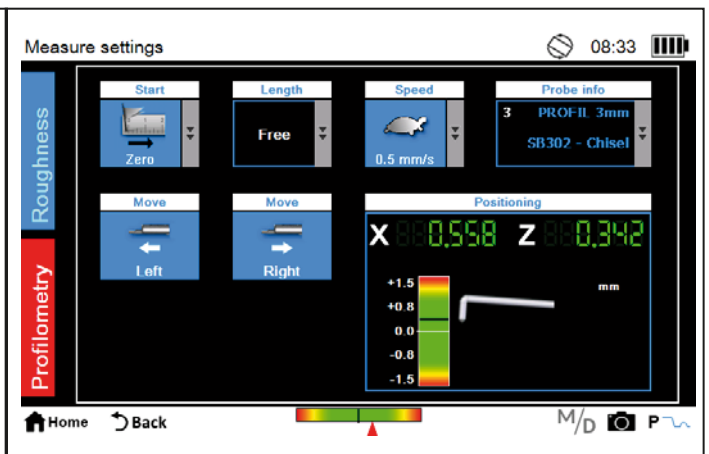 Measure settings
08:33
Roughness
Profilometry
Start
Zero
Length
Free
Speed
0.5 mm/s
Probe info
3 PROFIL 3mm
SB302 - Chisel
Move
Left
Move
Right
Positioning
X 0.558 Z 0.342
mm
+1.5
+0.8
0.0
-0.8
-1.5
Home
Back
M/D
P